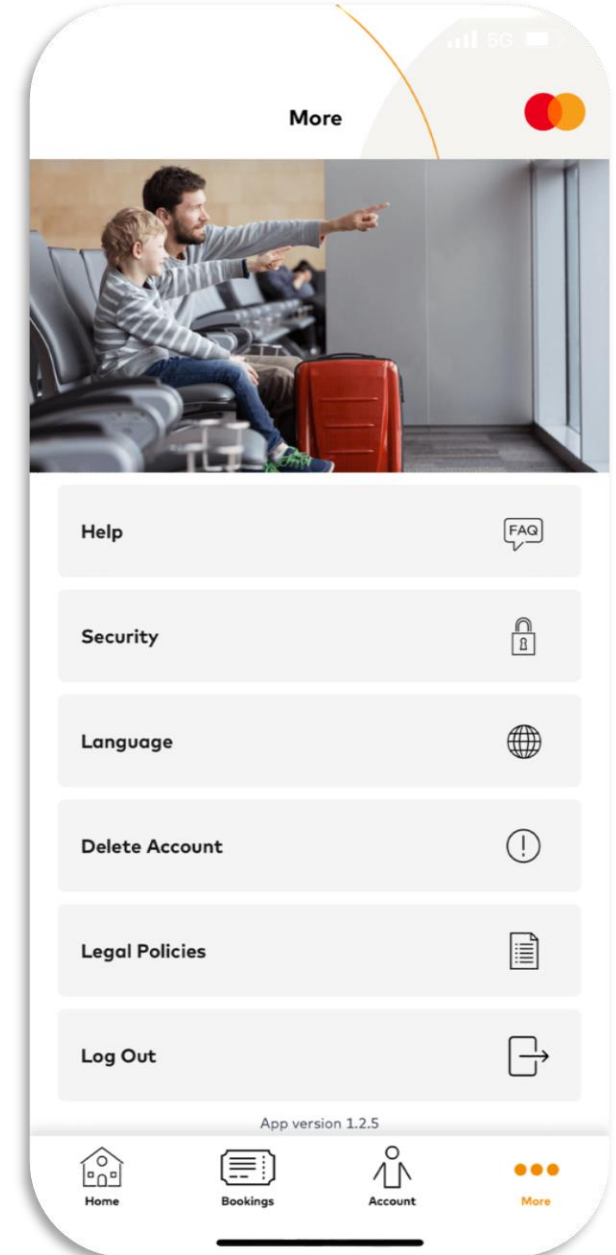 5G
More
Help
FAQ
Security
Language
Delete Account
Legal Policies
Log Out
App version 1.2.5
Home
Bookings
Account
More